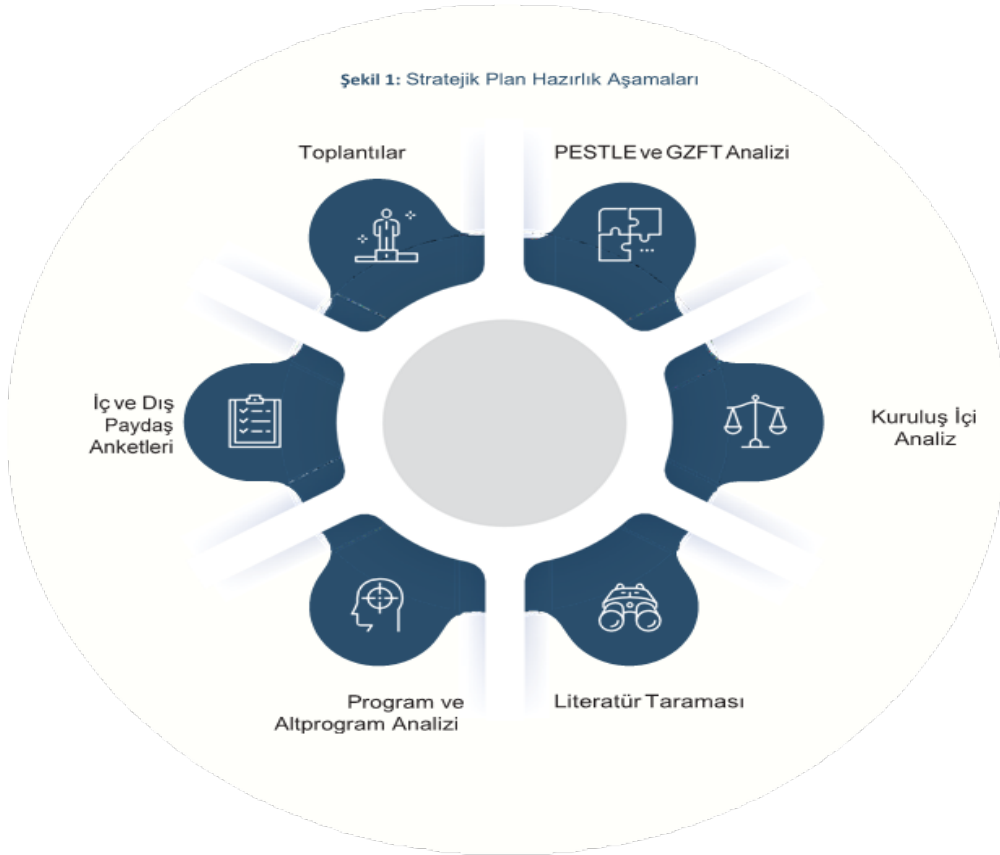 Şekil 1: Stratejik Plan Hazırlık Aşamaları
Toplantılar
PESTLE ve GZFT Analizi
İç ve Dış
Paydaş
Anketleri
Kuruluş İçi
Analiz
Program ve
Altprogram Analizi
Literatür Taraması